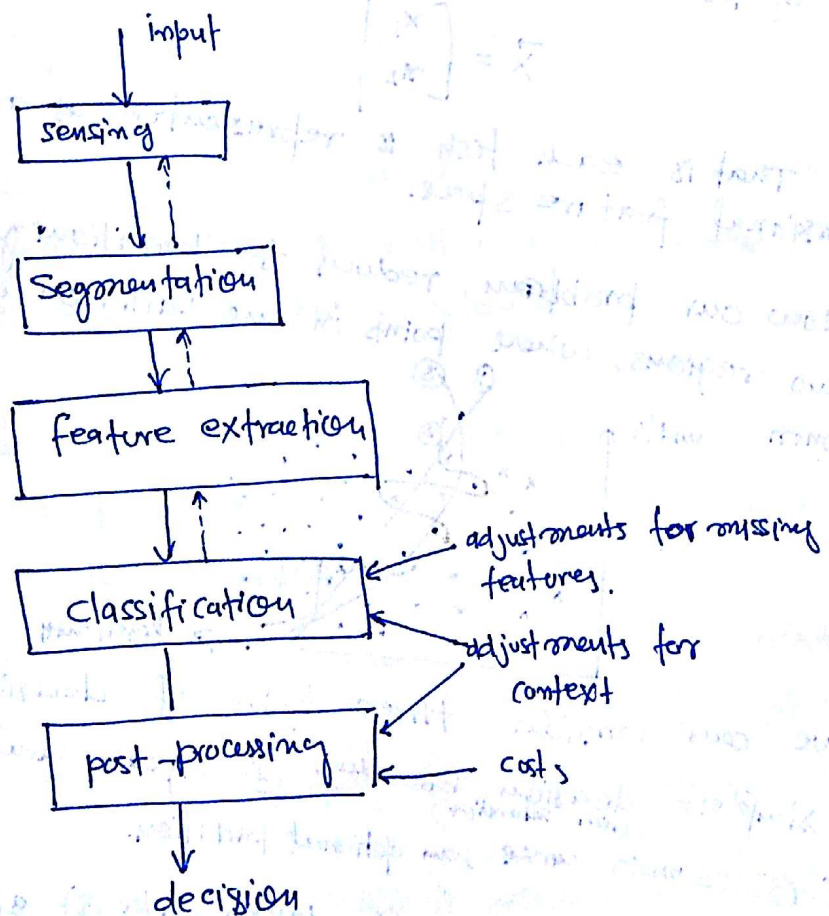 input
sensing
Segmentation
feature extraction
adjustments for missing
features.
classification
adjustments for
context
post-processing
costs
decision